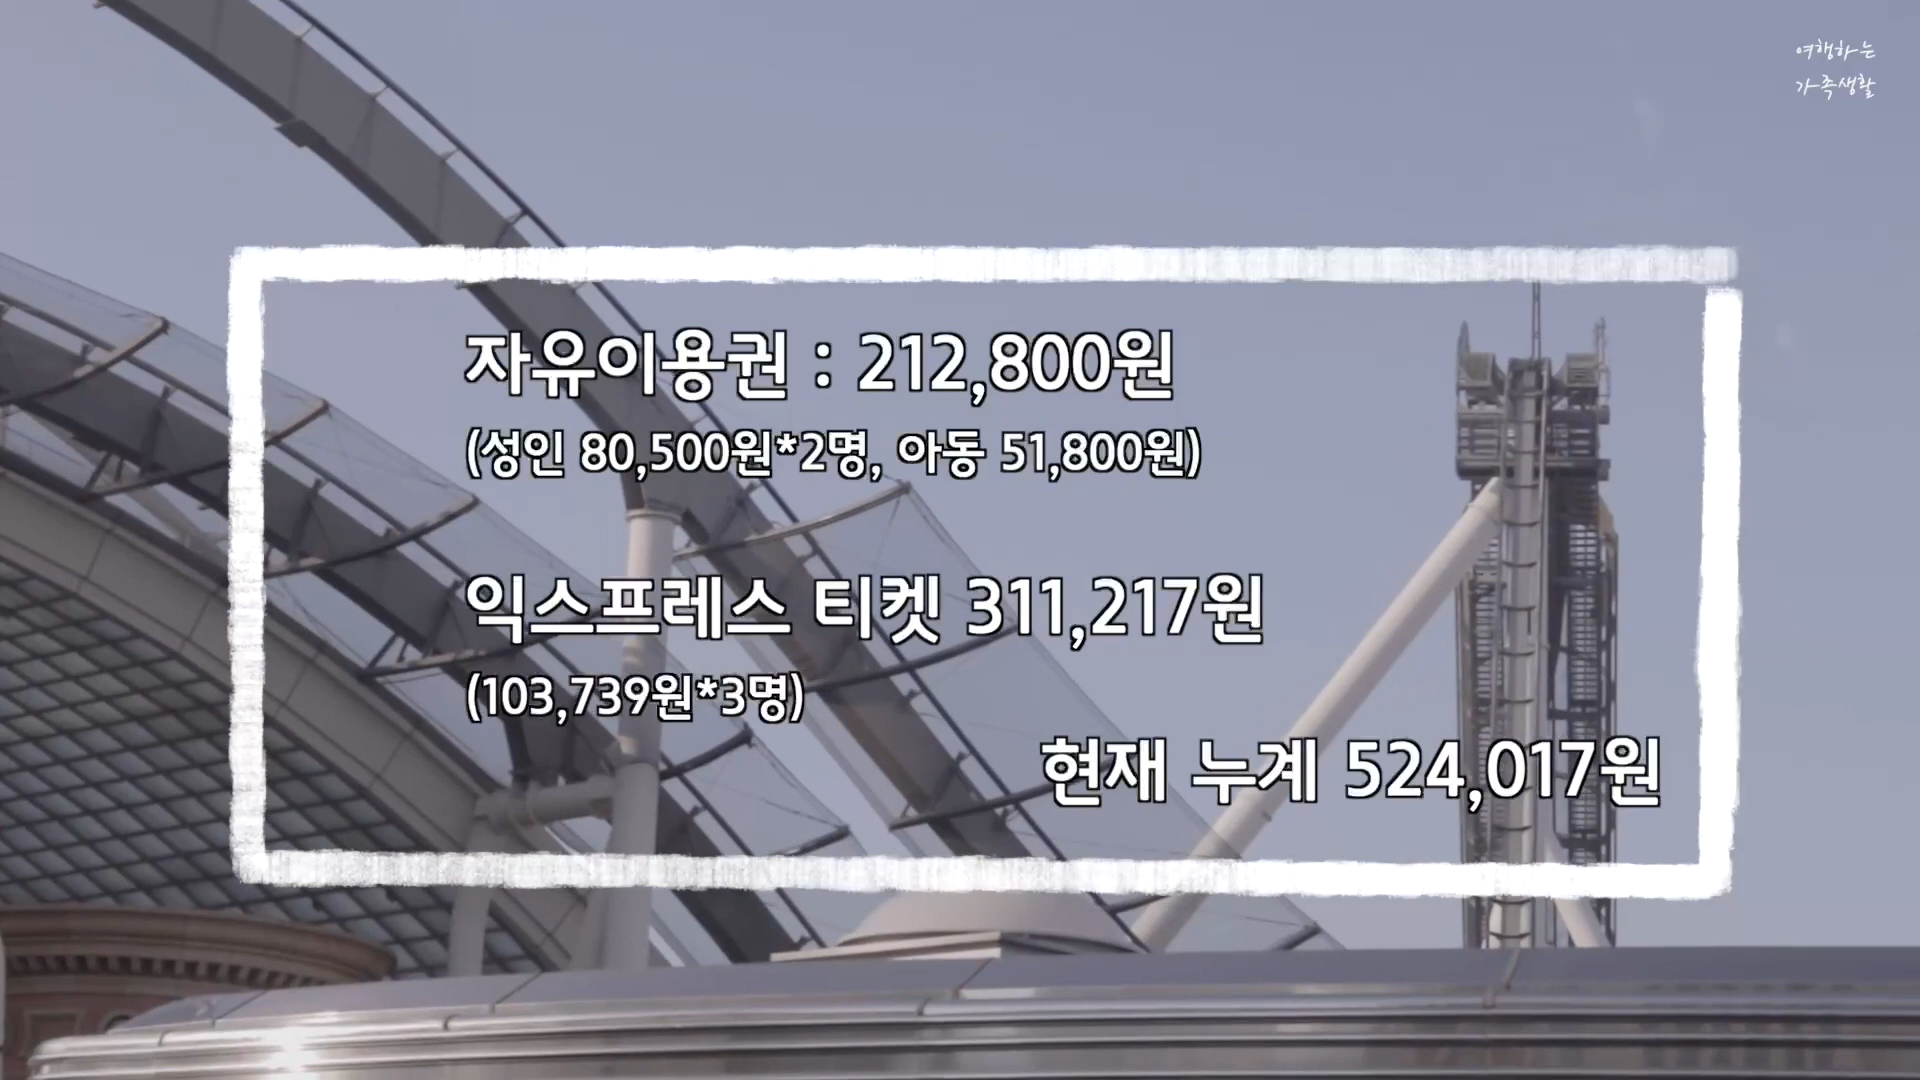 여행하는
가족생활
자유이용권 : 212,800원
(성인 80,500원*2명, 아동 51,800원)
익스프레스 티켓 311,217원
(103,739원*3명)
현재 누계 524,017원